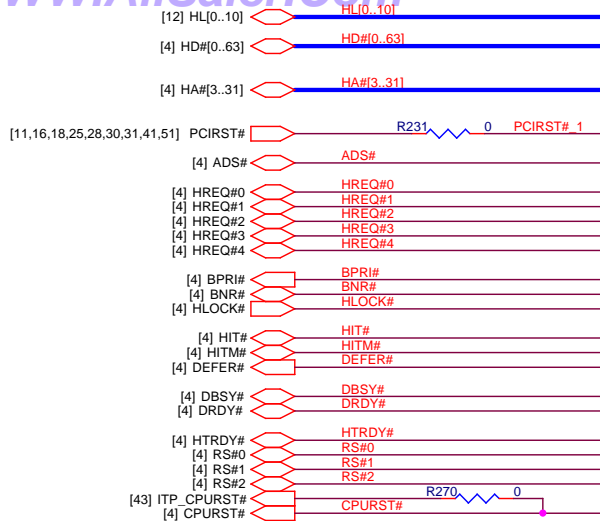 [12] HL[0..10] HL[0..10]
[4] HD#[0..63] HD#[0..63]
[4] HA#[3..31] HA#[3..31]
[11,16,18,25,28,30,31,41,51] PCIRST# R231 0 PCIRST#_1
[4] ADS# ADS#
[4] HREQ#0 HREQ#0
[4] HREQ#1 HREQ#1
[4] HREQ#2 HREQ#2
[4] HREQ#3 HREQ#3
[4] HREQ#4 HREQ#4
[4] BPRI# BPRI#
[4] BNR# BNR#
[4] HLOCK# HLOCK#
[4] HIT# HIT#
[4] HITM# HITM#
[4] DEFER# DEFER#
[4] DBSY# DBSY#
[4] DRDY# DRDY#
[4] HTRDY# HTRDY#
[4] RS#0 RS#0
[4] RS#1 RS#1
[4] RS#2 RS#2
[43] ITP_CPURST# R270 0
[4] CPURST# CPURST#